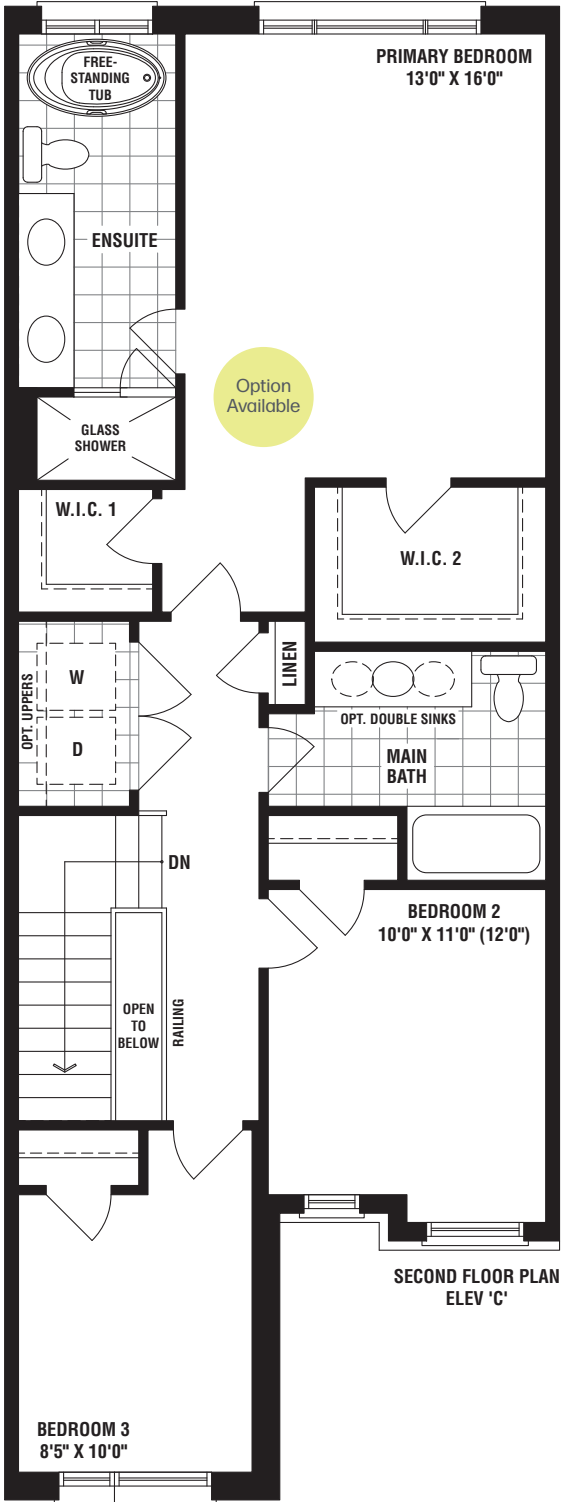 FREE-
STANDING
TUB
PRIMARY BEDROOM
13'0" X 16'0"
ENSUITE
Option
Available
GLASS
SHOWER
W.I.C. 1
W.I.C. 2
OPT. UPPERS
W
D
LINEN
OPT. DOUBLE SINKS
MAIN
BATH
DN
BEDROOM 2
10'0" X 11'0" (12'0")
OPEN
TO
BELOW
RAILING
SECOND FLOOR PLAN
ELEV 'C'
BEDROOM 3
8'5" X 10'0"